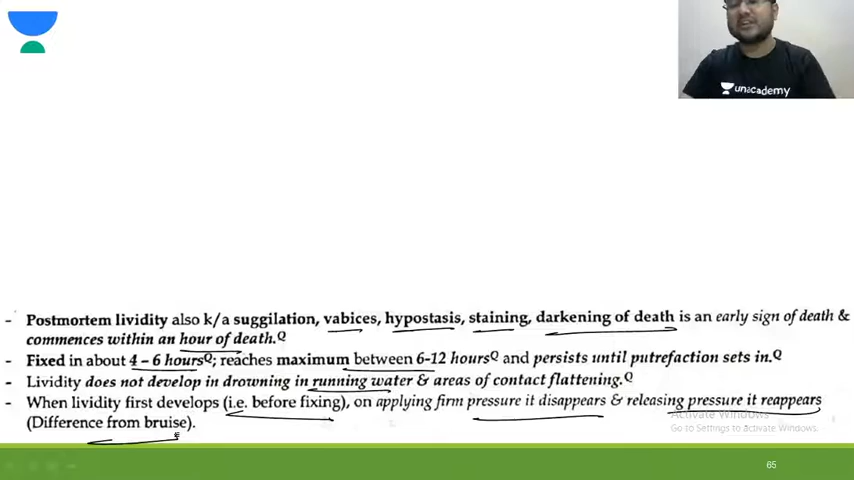 unacademy
- Postmortem lividity also k/a suggilation, vabices, hypostasis, staining, darkening of death is an early sign of death &
commences within an hour of death.Q
- Fixed in about 4 – 6 hoursQ; reaches maximum between 6-12 hoursQ and persists until putrefaction sets in.Q
- Lividity does not develop in drowning in running water & areas of contact flattening.Q
- When lividity first develops (i.e. before fixing), on applying firm pressure it disappears & releasing pressure it reappears
(Difference from bruise).
Activate Windows
Go to Settings to activate Windows.
65